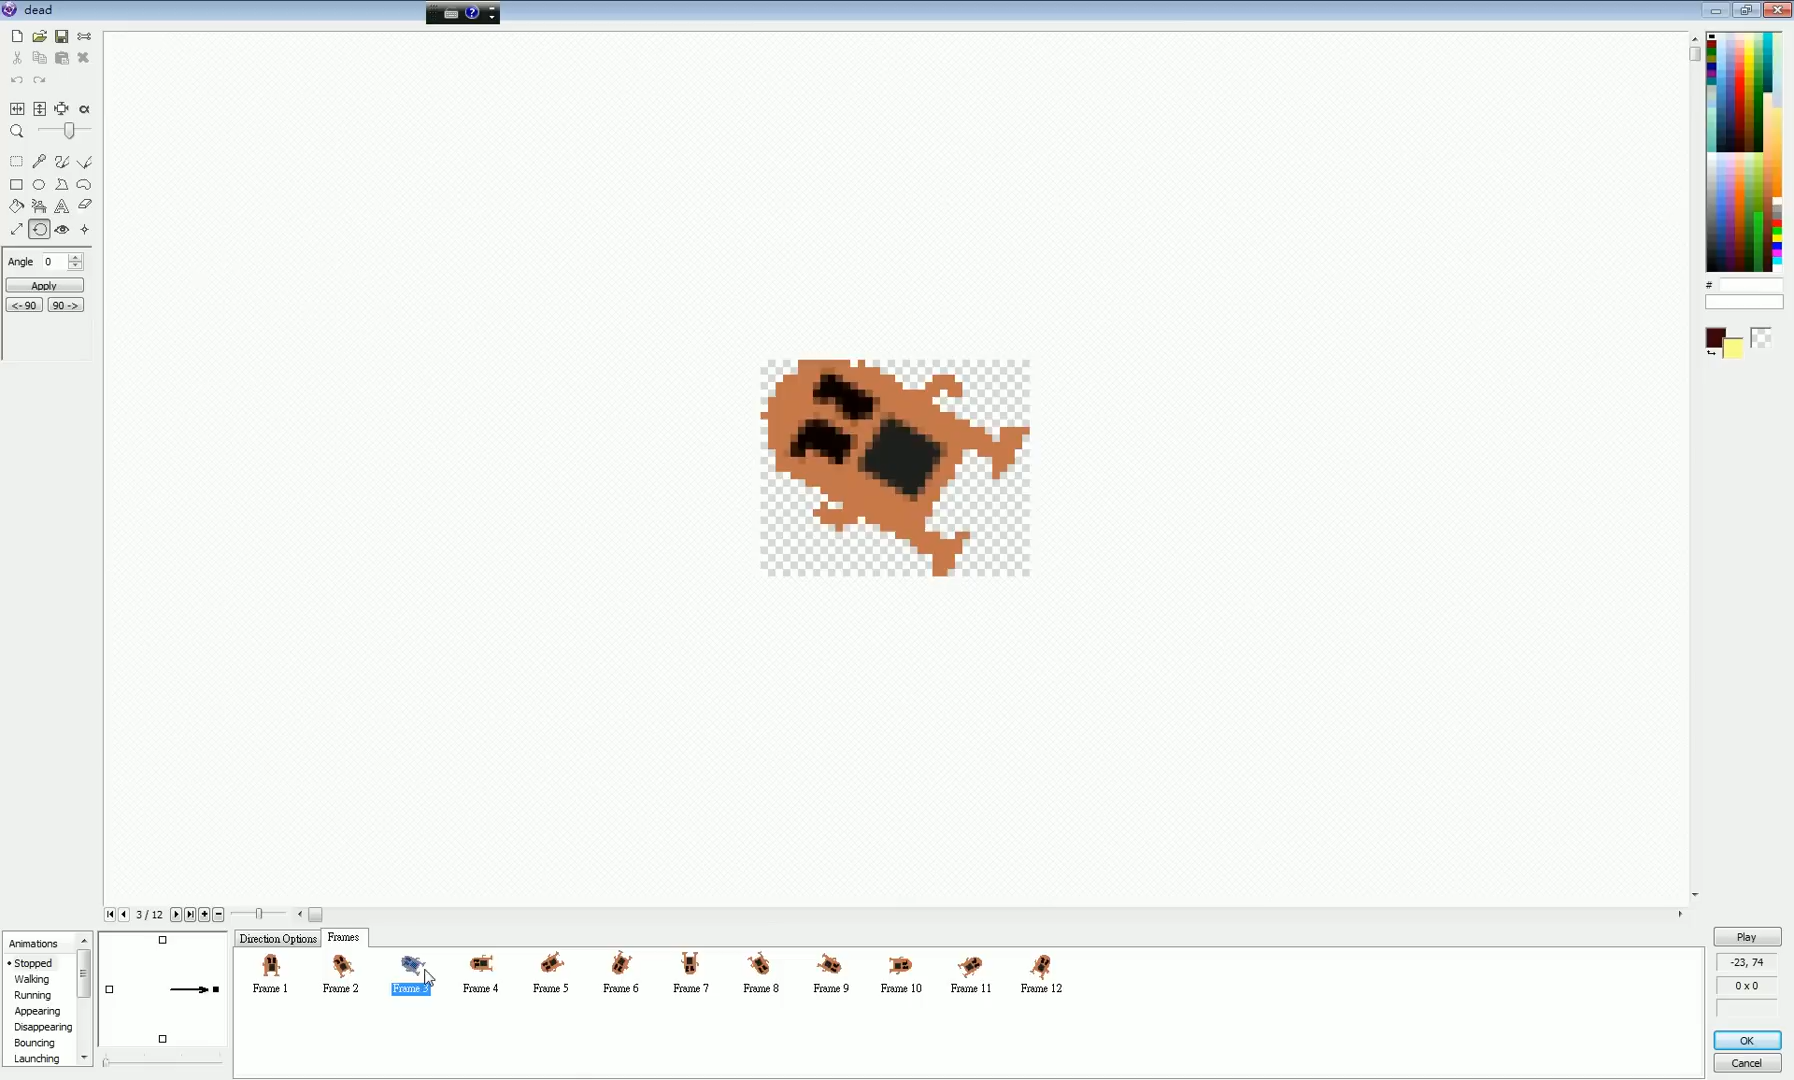 dead
Angle 0
Apply
<- 90 90 ->
#
3 / 12
Animations
Stopped
Walking
Running
Appearing
Disappearing
Bouncing
Launching
Direction Options Frames
Frame 1 Frame 2 Frame 3 Frame 4 Frame 5 Frame 6 Frame 7 Frame 8 Frame 9 Frame 10 Frame 11 Frame 12
Play
-23, 74
0 x 0
OK
Cancel